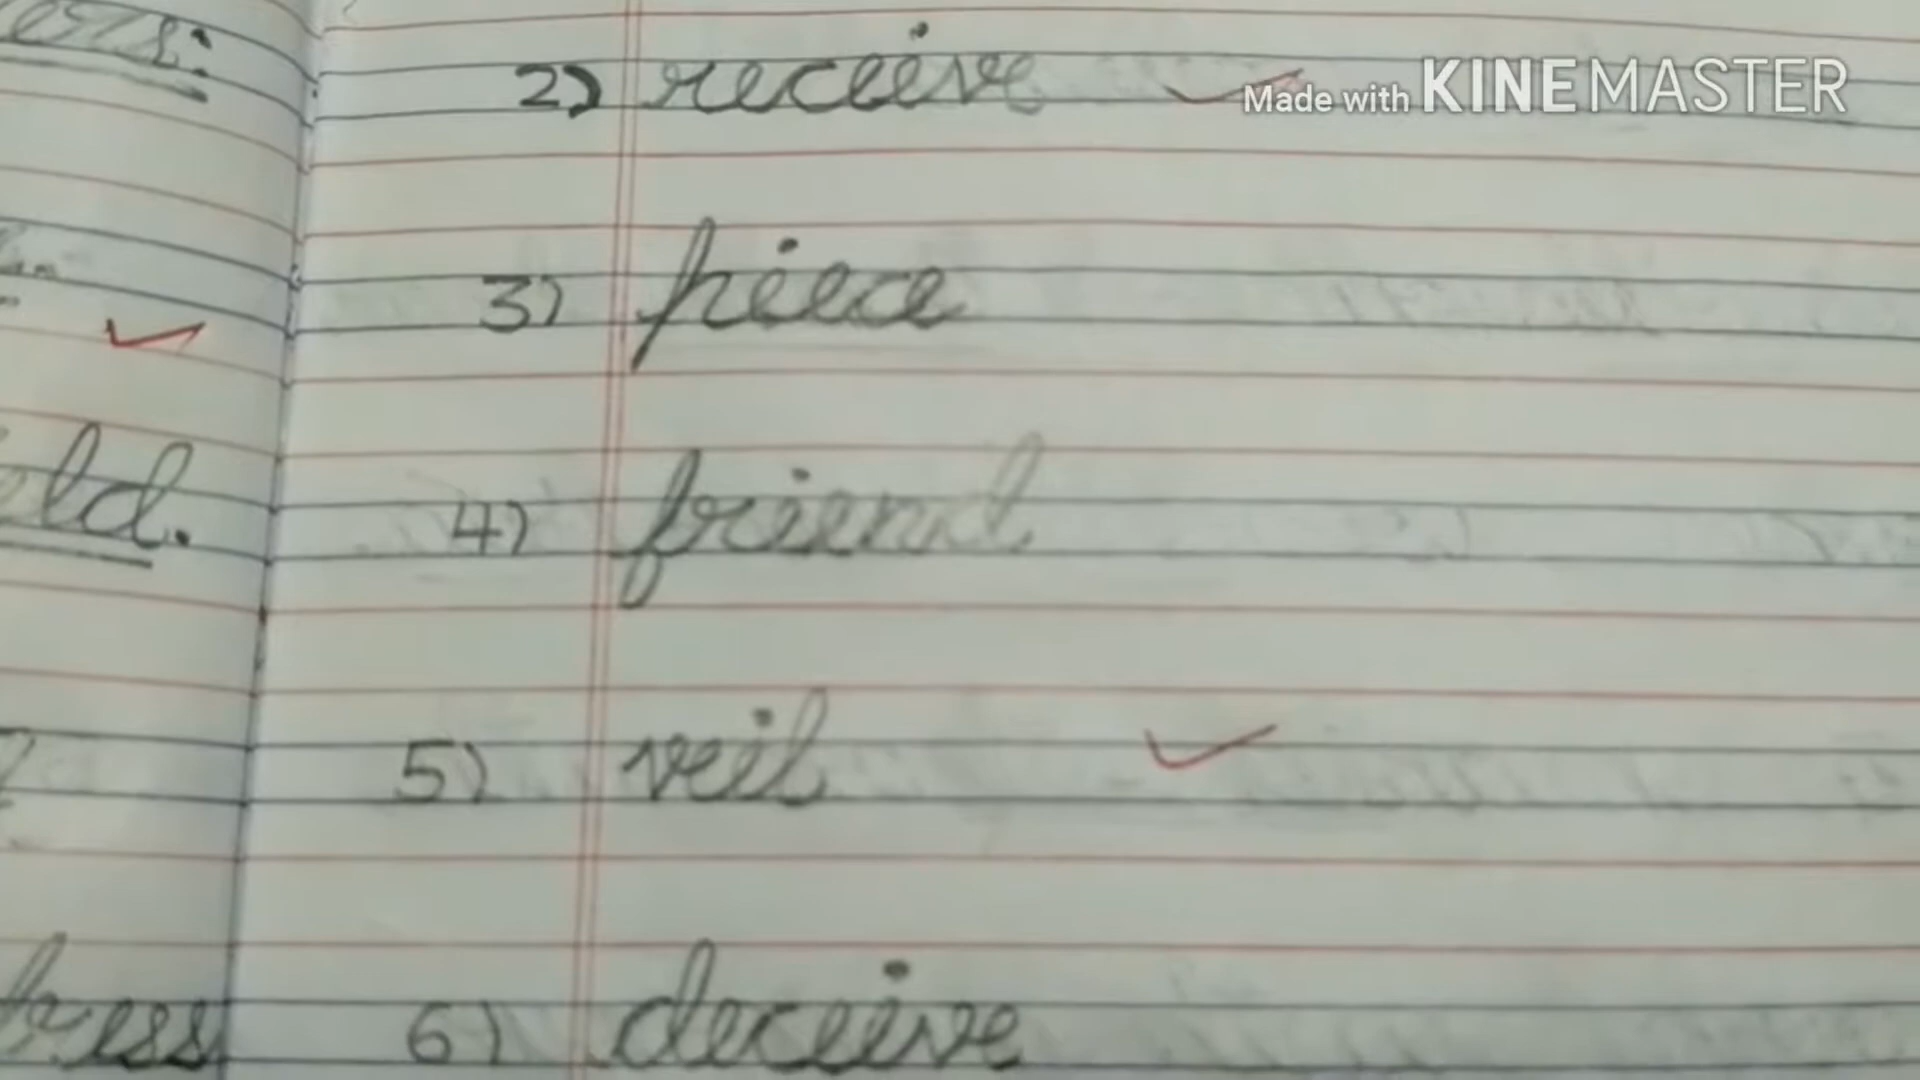 2) receive
Made with KINEMASTER
3) piece
4) friend
ld.
5) veil
6) deceive